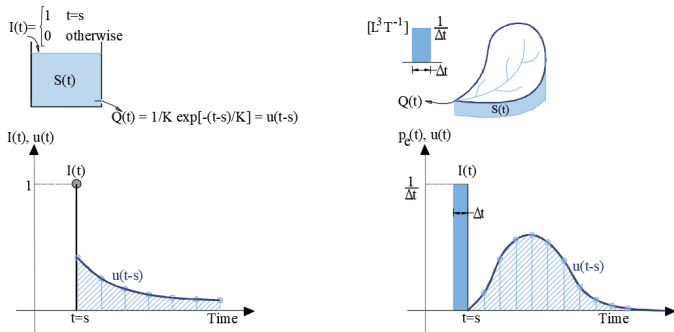 I(t)= { 1 t=s
0 otherwise
S(t)
Q(t) = 1/K exp[-(t-s)/K] = u(t-s)
I(t), u(t)
I(t)
1
u(t-s)
t=s
Time
[L³T⁻¹]
1/Δt
Δt
Q(t)
S(t)
pₑ(t), u(t)
I(t)
1/Δt
Δt
u(t-s)
t=s
Time